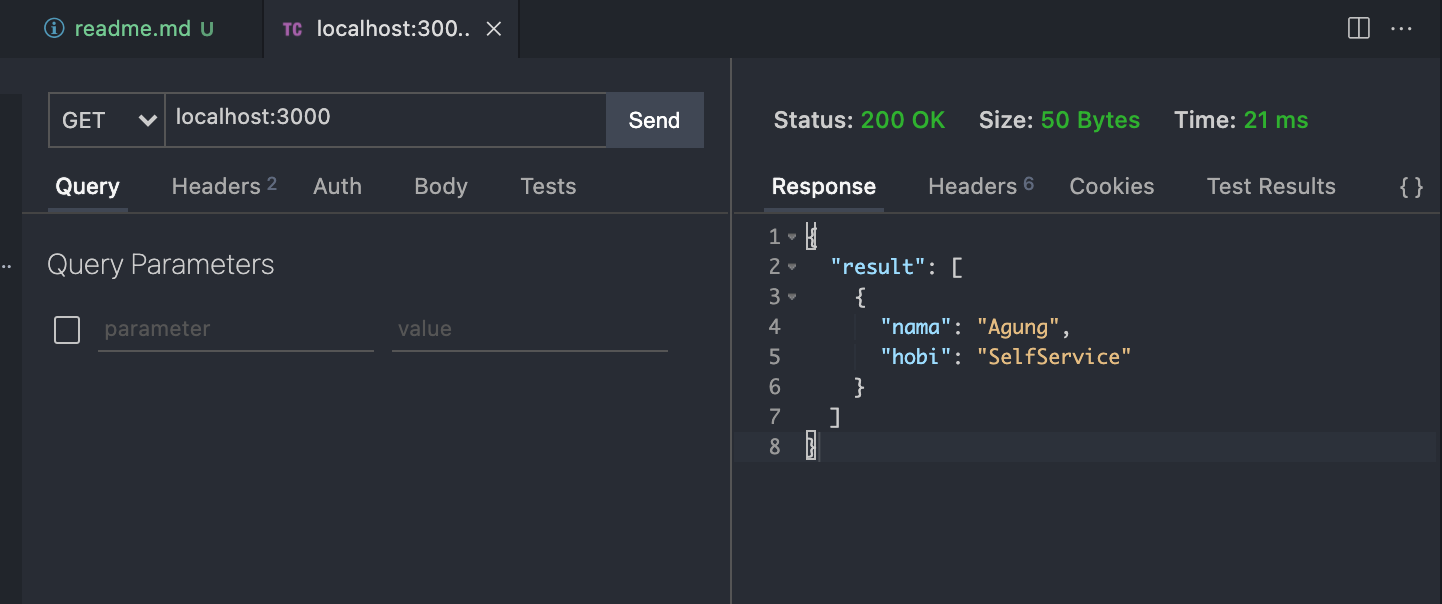 readme.md U
TC localhost:300..
GET localhost:3000 Send
Query Headers 2 Auth Body Tests
Query Parameters
parameter value
Status: 200 OK Size: 50 Bytes Time: 21 ms
Response Headers 6 Cookies Test Results { }
1 {
2 "result": [
3 {
4 "nama": "Agung",
5 "hobi": "SelfService"
6 }
7 ]
8 }